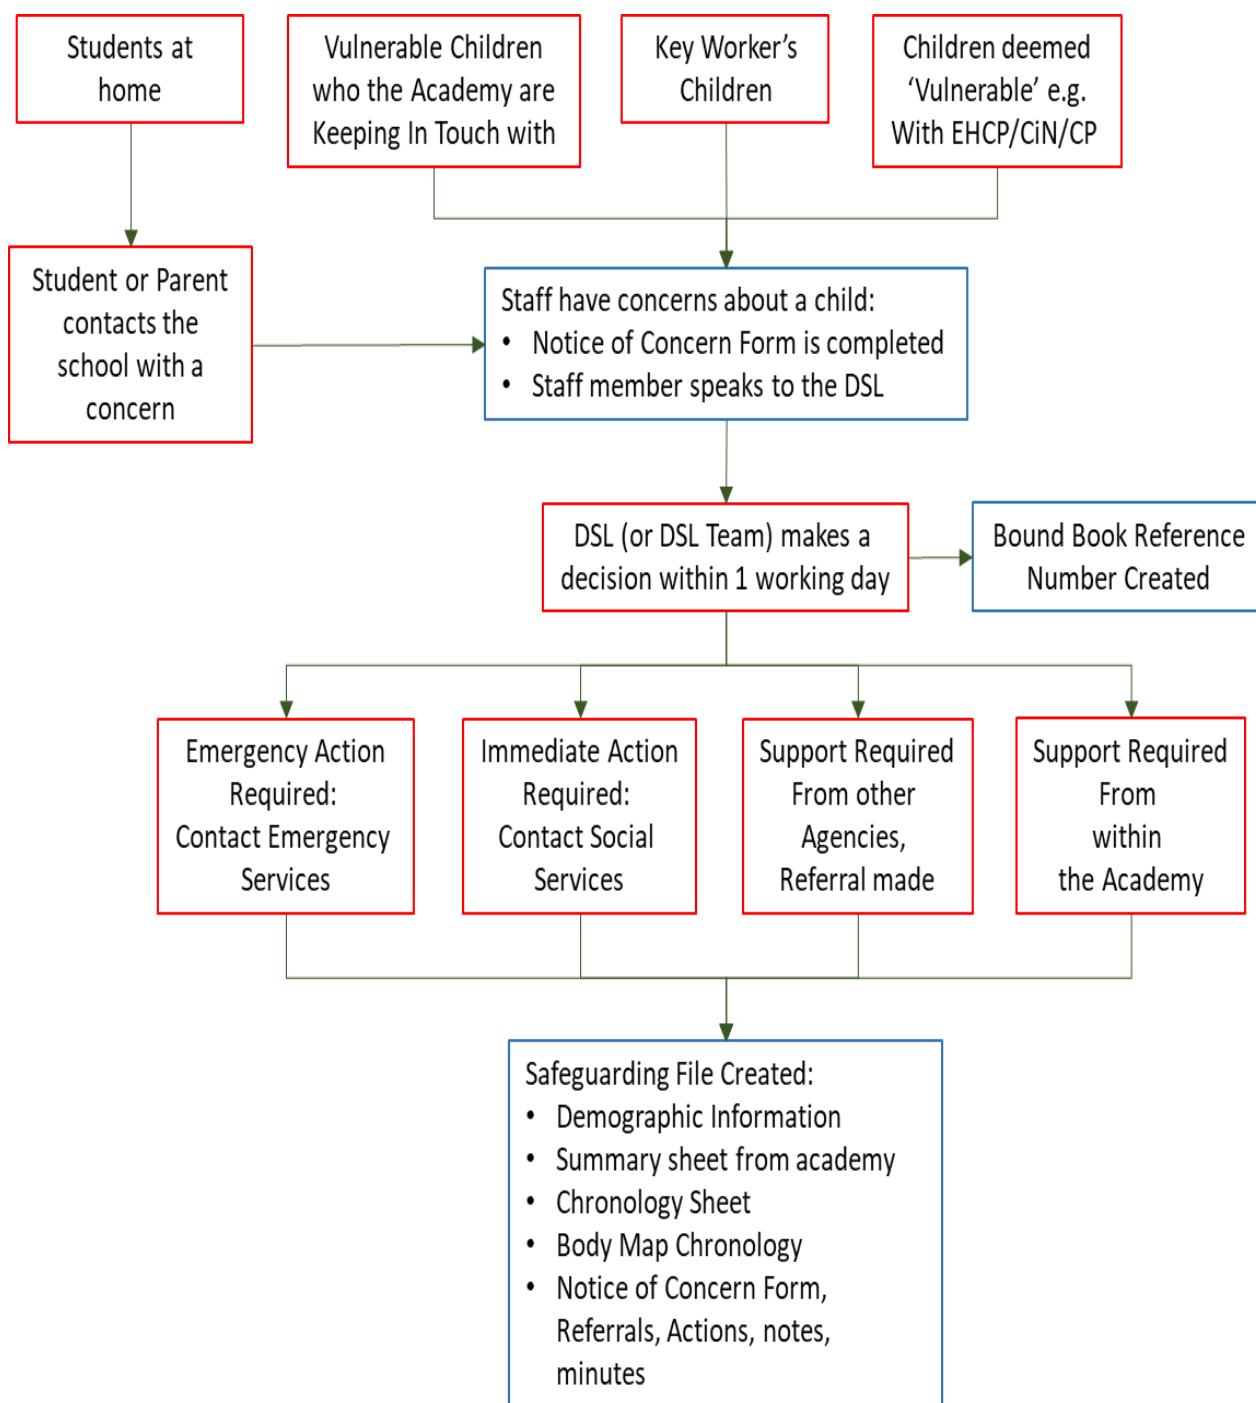 Students at
home
Vulnerable Children
who the Academy are
Keeping In Touch with
Key Worker's
Children
Children deemed
‘Vulnerable’ e.g.
With EHCP/CiN/CP
Student or Parent
contacts the
school with a
concern
Staff have concerns about a child:
• Notice of Concern Form is completed
• Staff member speaks to the DSL
DSL (or DSL Team) makes a
decision within 1 working day
Bound Book Reference
Number Created
Emergency Action
Required:
Contact Emergency
Services
Immediate Action
Required:
Contact Social
Services
Support Required
From other
Agencies,
Referral made
Support Required
From
within
the Academy
Safeguarding File Created:
• Demographic Information
• Summary sheet from academy
• Chronology Sheet
• Body Map Chronology
• Notice of Concern Form,
Referrals, Actions, notes,
minutes